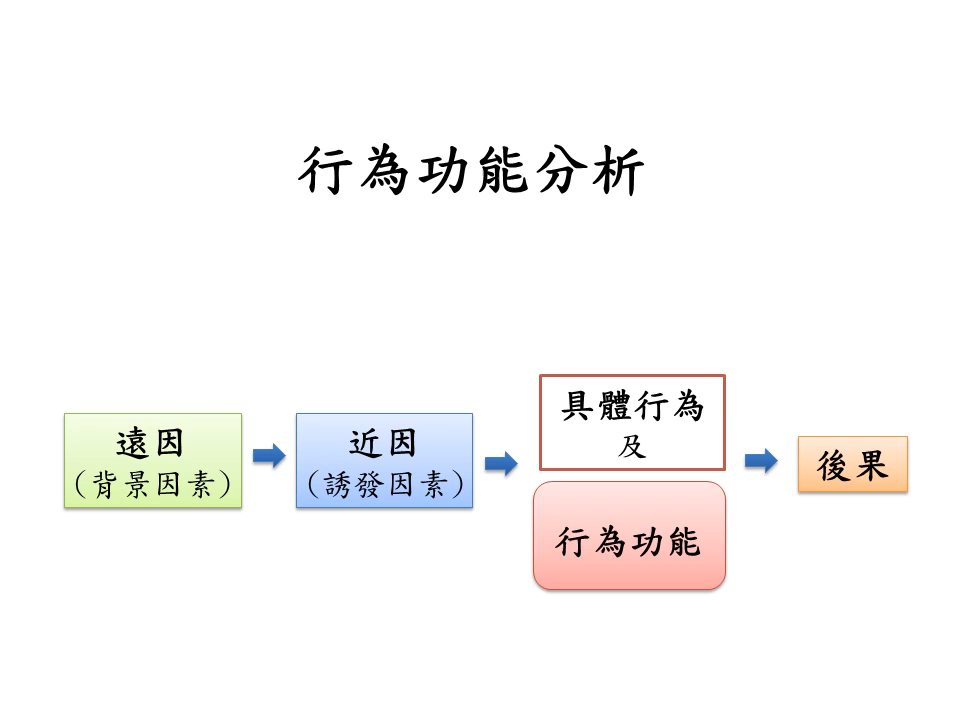 行為功能分析
遠因
（背景因素）
近因
（誘發因素）
具體行為
及
行為功能
後果